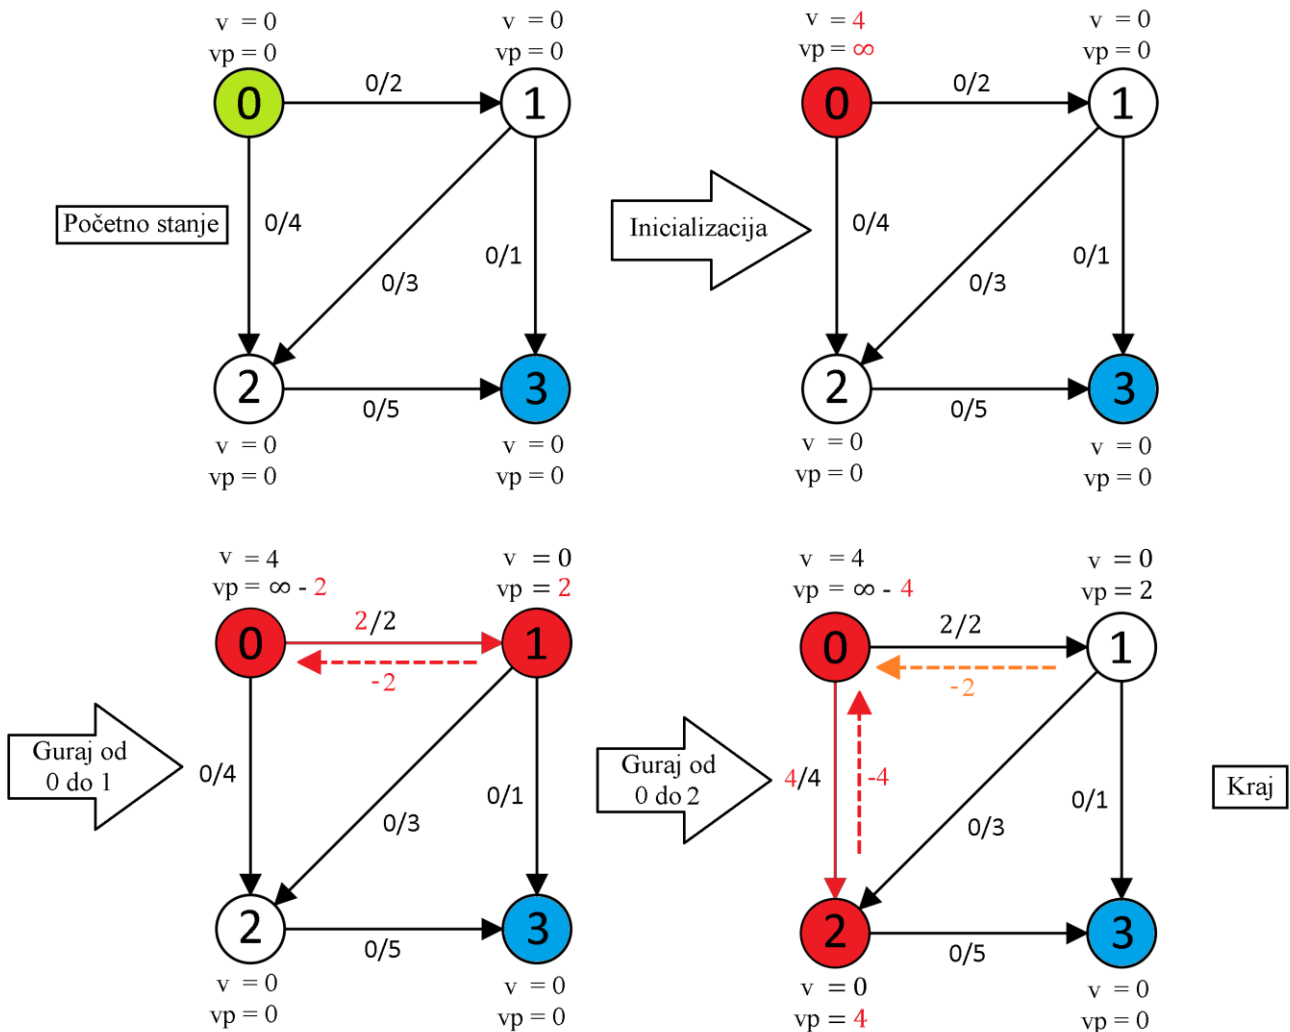 v = 0
vp = 0
v = 0
vp = 0
0
0/2
1
Početno stanje
0/4
0/3
0/1
2
0/5
3
v = 0
vp = 0
v = 0
vp = 0
v = 4
vp = ∞
v = 0
vp = 0
0
0/2
1
Inicializacija
0/4
0/3
0/1
2
0/5
3
v = 0
vp = 0
v = 0
vp = 0
v = 4
vp = ∞ - 2
v = 0
vp = 2
0
2/2
1
-2
Guraj od
0 do 1
0/4
0/3
0/1
2
0/5
3
v = 0
vp = 0
v = 0
vp = 0
v = 4
vp = ∞ - 4
v = 0
vp = 2
0
2/2
1
-2
Guraj od
0 do 2
4/4
-4
0/3
0/1
Kraj
2
0/5
3
v = 0
vp = 4
v = 0
vp = 0